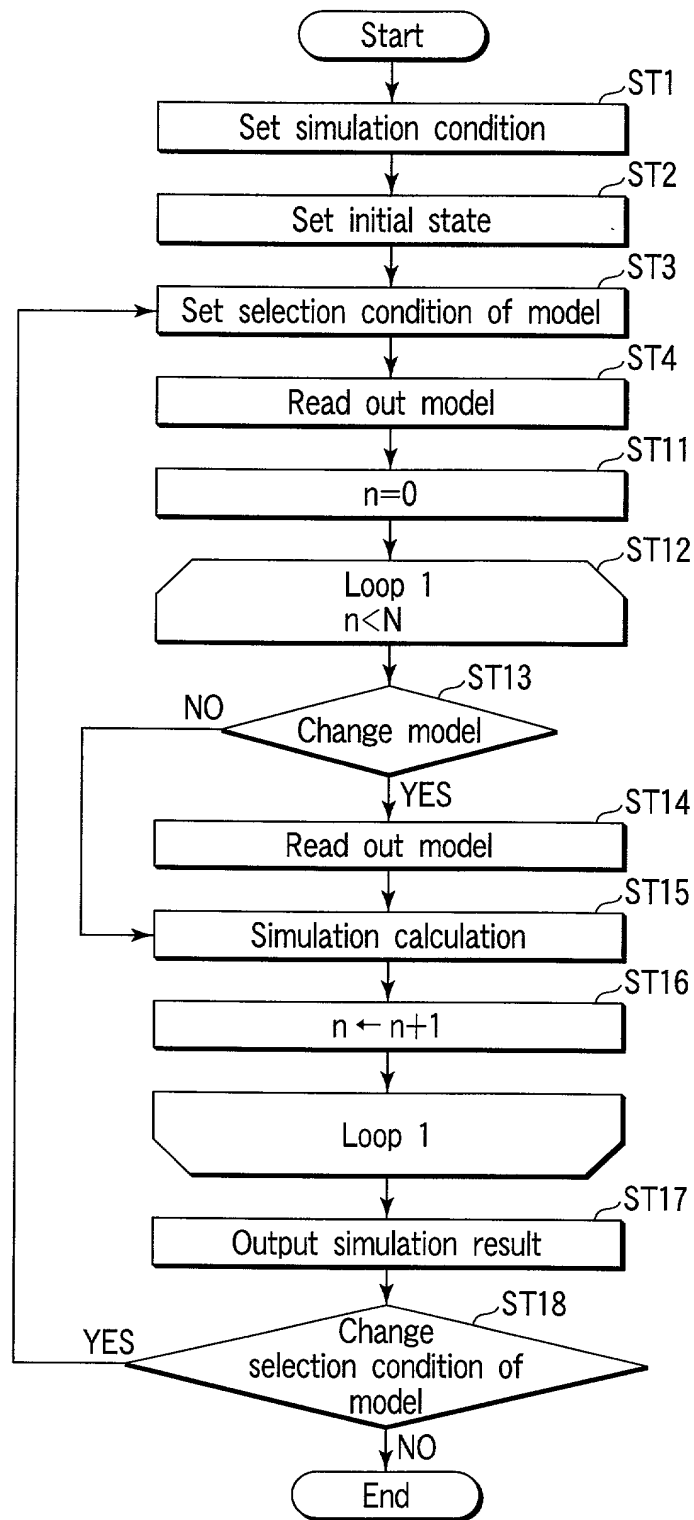 Start
ST1
Set simulation condition
ST2
Set initial state
ST3
Set selection condition of model
ST4
Read out model
ST11
n=0
ST12
Loop 1
n<N
ST13
NO
Change model
YES
ST14
Read out model
ST15
Simulation calculation
ST16
n ← n+1
Loop 1
ST17
Output simulation result
ST18
YES
Change
selection condition of
model
NO
End